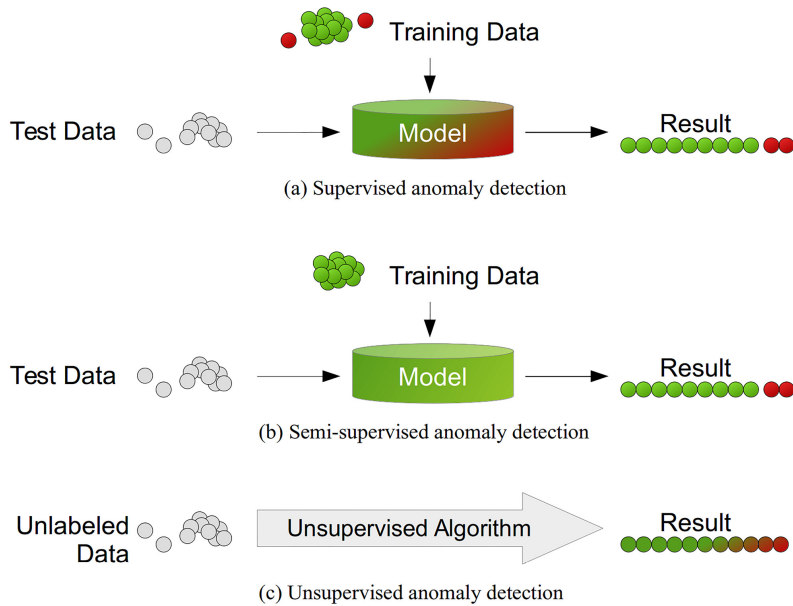 Training Data
Test Data
Model
Result
(a) Supervised anomaly detection
Training Data
Test Data
Model
Result
(b) Semi-supervised anomaly detection
Unlabeled
Data
Unsupervised Algorithm
Result
(c) Unsupervised anomaly detection